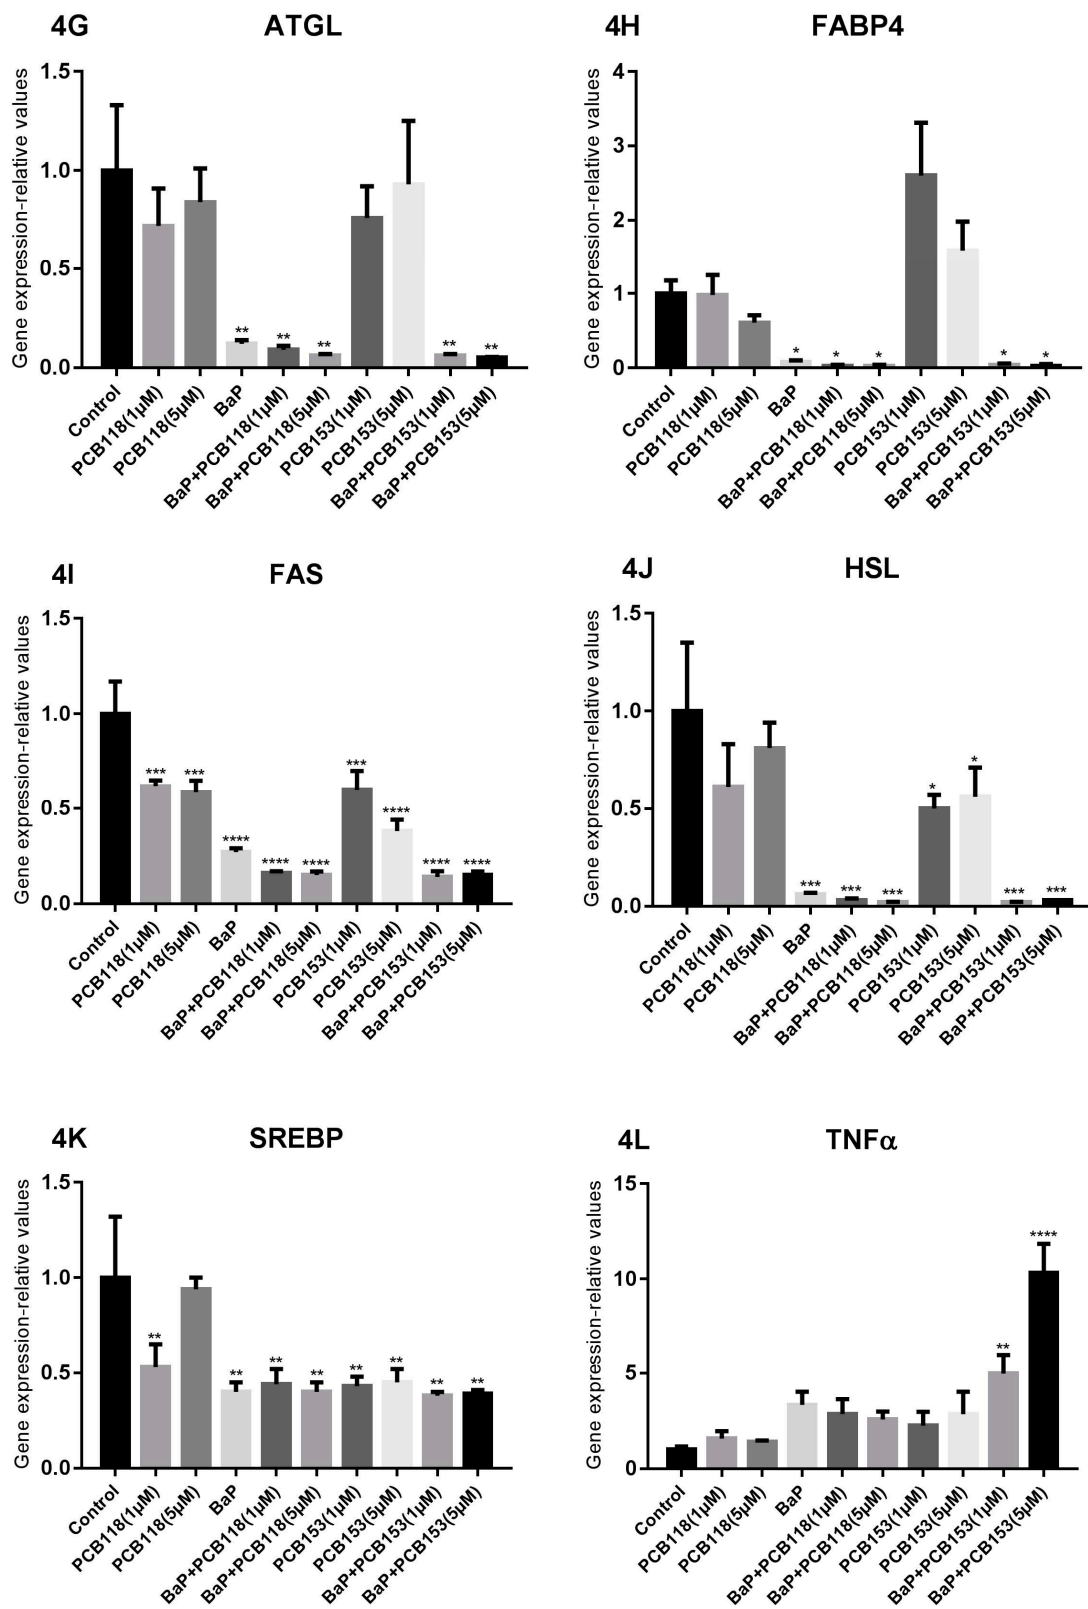 4G ATGL
Gene expression-relative values
1.5
1.0
0.5
0.0
** ** ** ** **
Control
PCB118(1µM)
PCB118(5µM)
BaP
BaP+PCB118(1µM)
BaP+PCB118(5µM)
PCB153(1µM)
PCB153(5µM)
BaP+PCB153(1µM)
BaP+PCB153(5µM)
4H FABP4
Gene expression-relative values
4
3
2
1
0
* * * * *
Control
PCB118(1µM)
PCB118(5µM)
BaP
BaP+PCB118(1µM)
BaP+PCB118(5µM)
PCB153(1µM)
PCB153(5µM)
BaP+PCB153(1µM)
BaP+PCB153(5µM)
4I FAS
Gene expression-relative values
1.5
1.0
0.5
0.0
*** *** **** **** **** *** **** **** ****
Control
PCB118(1µM)
PCB118(5µM)
BaP
BaP+PCB118(1µM)
BaP+PCB118(5µM)
PCB153(1µM)
PCB153(5µM)
BaP+PCB153(1µM)
BaP+PCB153(5µM)
4J HSL
Gene expression-relative values
1.5
1.0
0.5
0.0
*** *** *** * * *** ***
Control
PCB118(1µM)
PCB118(5µM)
BaP
BaP+PCB118(1µM)
BaP+PCB118(5µM)
PCB153(1µM)
PCB153(5µM)
BaP+PCB153(1µM)
BaP+PCB153(5µM)
4K SREBP
Gene expression-relative values
1.5
1.0
0.5
0.0
** ** ** ** ** ** ** **
Control
PCB118(1µM)
PCB118(5µM)
BaP
BaP+PCB118(1µM)
BaP+PCB118(5µM)
PCB153(1µM)
PCB153(5µM)
BaP+PCB153(1µM)
BaP+PCB153(5µM)
4L TNFα
Gene expression-relative values
15
10
5
0
** ****
Control
PCB118(1µM)
PCB118(5µM)
BaP
BaP+PCB118(1µM)
BaP+PCB118(5µM)
PCB153(1µM)
PCB153(5µM)
BaP+PCB153(1µM)
BaP+PCB153(5µM)